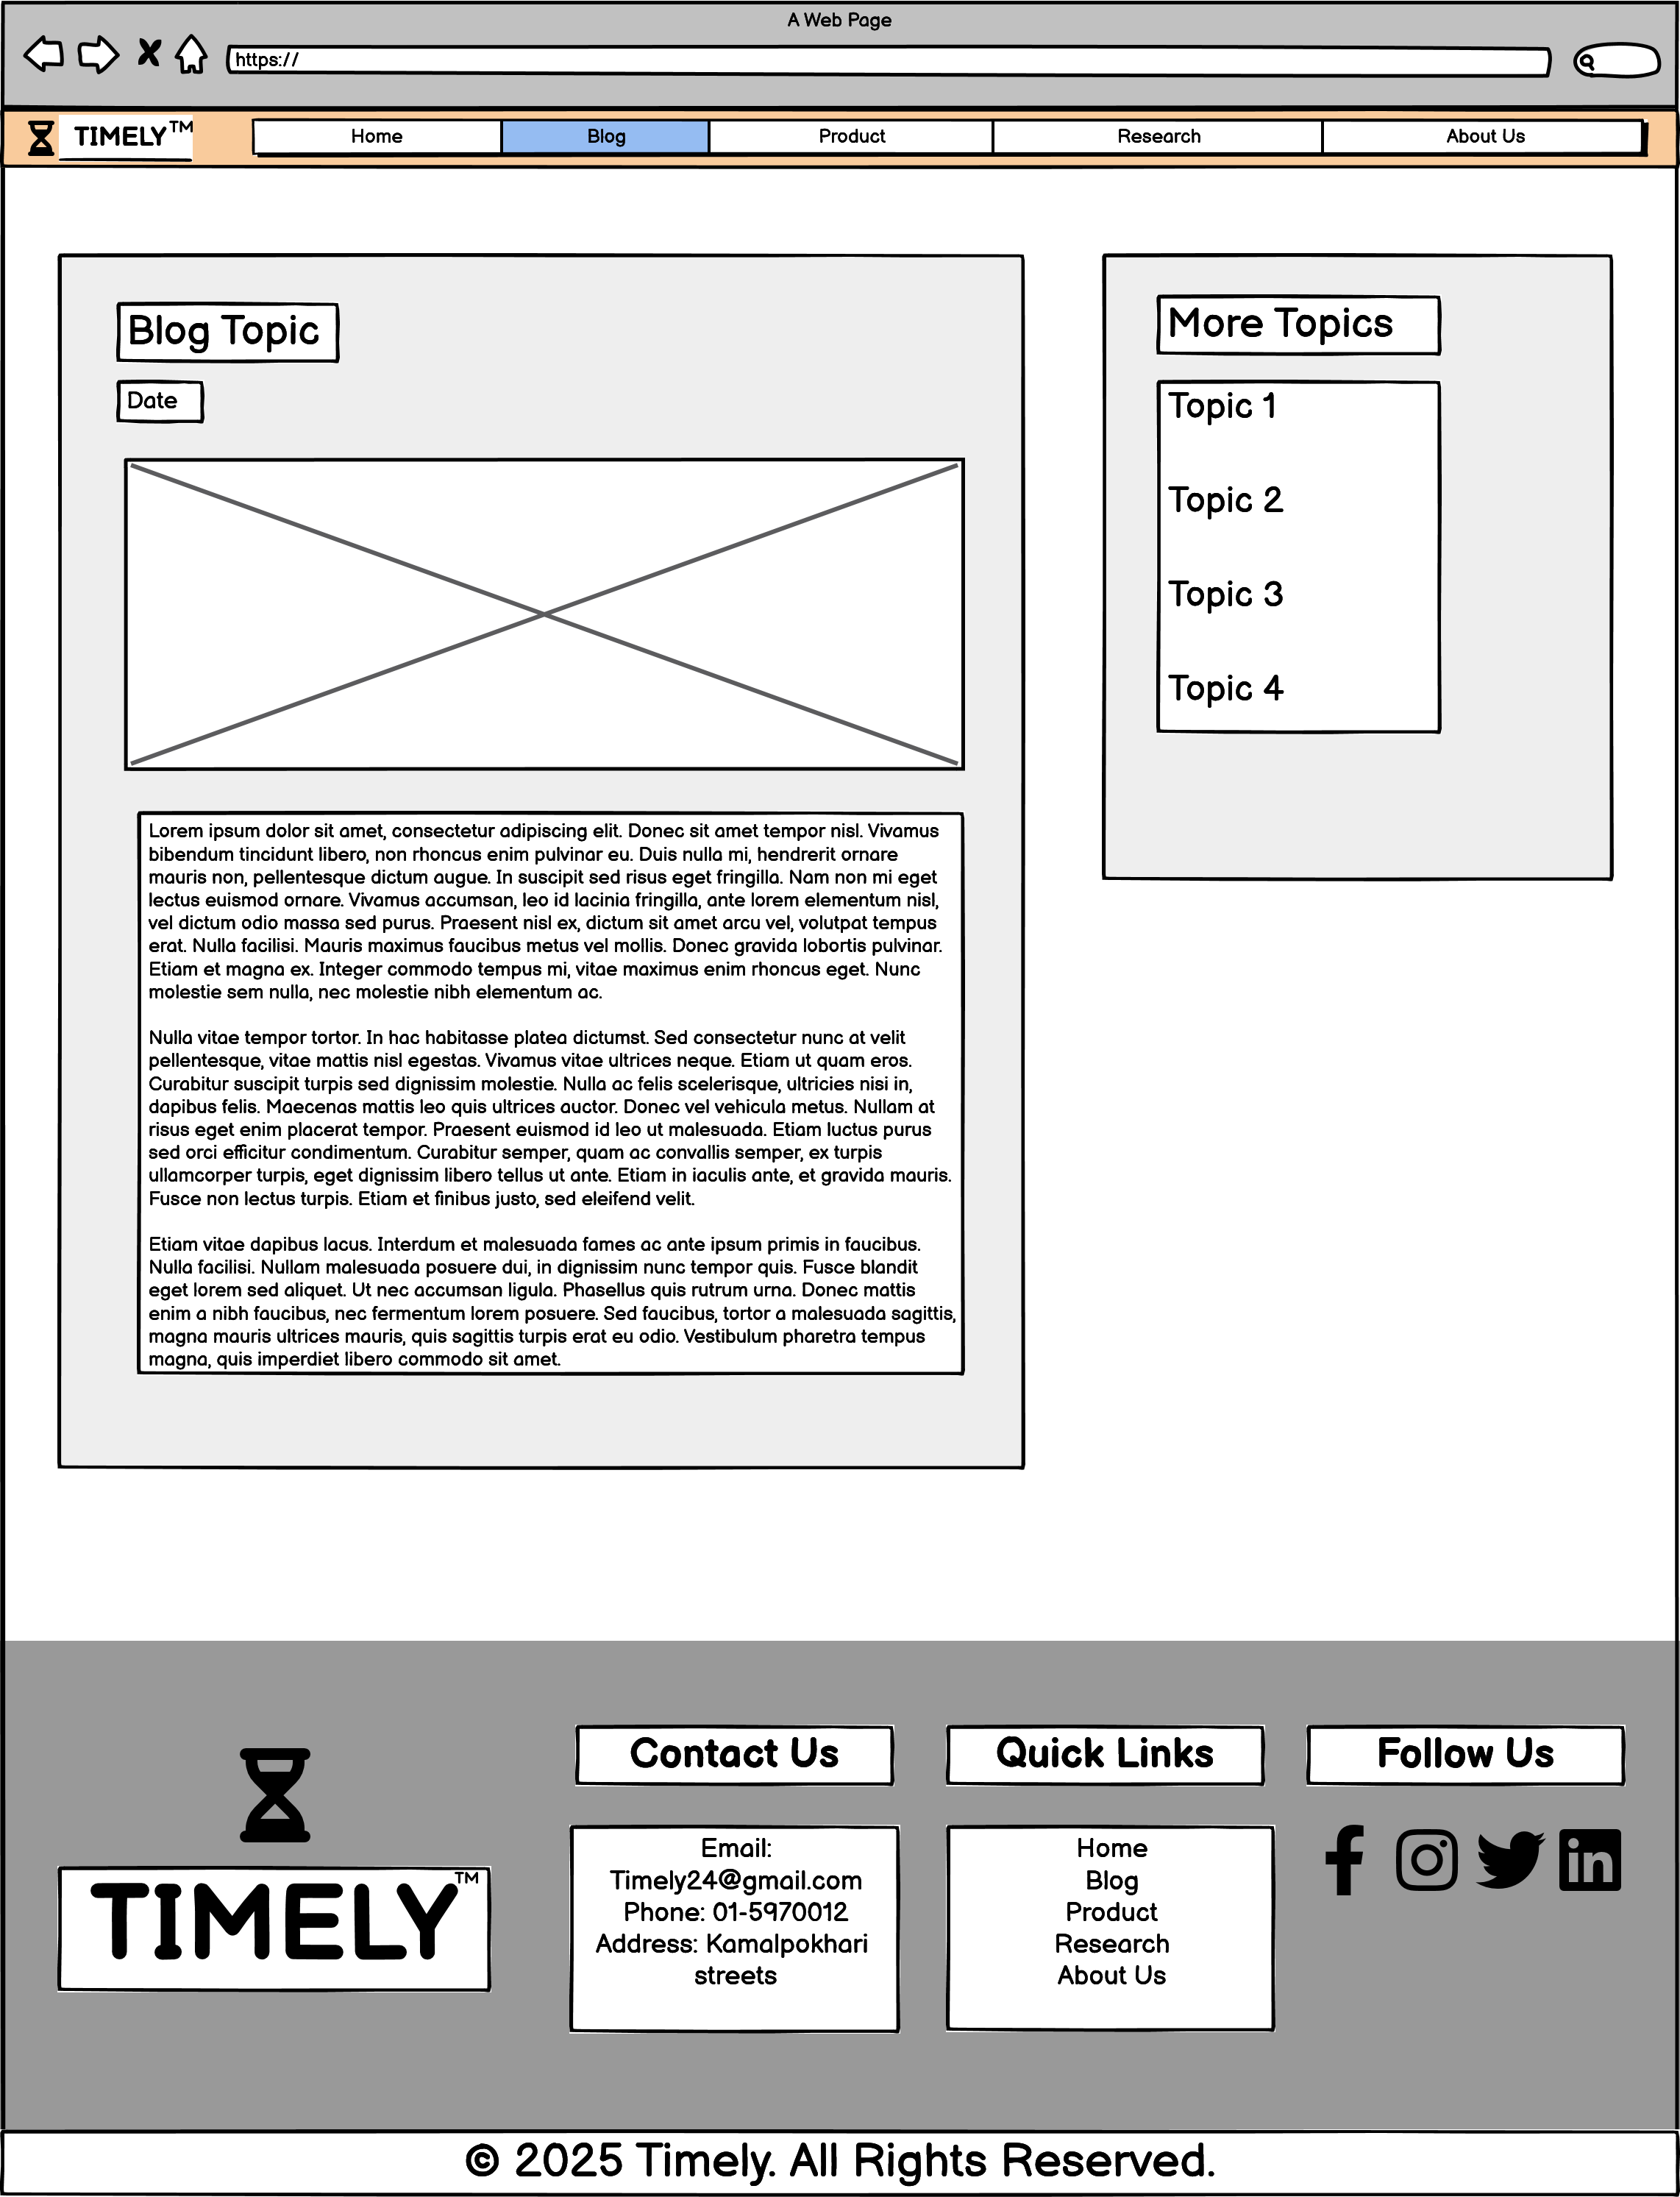 A Web Page
https://
TIMELY™
Home
Blog
Product
Research
About Us
Blog Topic
Date
Lorem ipsum dolor sit amet, consectetur adipiscing elit. Donec sit amet tempor nisl. Vivamus
bibendum tincidunt libero, non rhoncus enim pulvinar eu. Duis nulla mi, hendrerit ornare
mauris non, pellentesque dictum augue. In suscipit sed risus eget fringilla. Nam non mi eget
lectus euismod ornare. Vivamus accumsan, leo id lacinia fringilla, ante lorem elementum nisl,
vel dictum odio massa sed purus. Praesent nisl ex, dictum sit amet arcu vel, volutpat tempus
erat. Nulla facilisi. Mauris maximus faucibus metus vel mollis. Donec gravida lobortis pulvinar.
Etiam et magna ex. Integer commodo tempus mi, vitae maximus enim rhoncus eget. Nunc
molestie sem nulla, nec molestie nibh elementum ac.
Nulla vitae tempor tortor. In hac habitasse platea dictumst. Sed consectetur nunc at velit
pellentesque, vitae mattis nisl egestas. Vivamus vitae ultrices neque. Etiam ut quam eros.
Curabitur suscipit turpis sed dignissim molestie. Nulla ac felis scelerisque, ultricies nisi in,
dapibus felis. Maecenas mattis leo quis ultrices auctor. Donec vel vehicula metus. Nullam at
risus eget enim placerat tempor. Praesent euismod id leo ut malesuada. Etiam luctus purus
sed orci efficitur condimentum. Curabitur semper, quam ac convallis semper, ex turpis
ullamcorper turpis, eget dignissim libero tellus ut ante. Etiam in iaculis ante, et gravida mauris.
Fusce non lectus turpis. Etiam et finibus justo, sed eleifend velit.
Etiam vitae dapibus lacus. Interdum et malesuada fames ac ante ipsum primis in faucibus.
Nulla facilisi. Nullam malesuada posuere dui, in dignissim nunc tempor quis. Fusce blandit
eget lorem sed aliquet. Ut nec accumsan ligula. Phasellus quis rutrum urna. Donec mattis
enim a nibh faucibus, nec fermentum lorem posuere. Sed faucibus, tortor a malesuada sagittis,
magna mauris ultrices mauris, quis sagittis turpis erat eu odio. Vestibulum pharetra tempus
magna, quis imperdiet libero commodo sit amet.
More Topics
Topic 1
Topic 2
Topic 3
Topic 4
TIMELY™
Contact Us
Email:
Timely24@gmail.com
Phone: 01-5970012
Address: Kamalpokhari
streets
Quick Links
Home
Blog
Product
Research
About Us
Follow Us
in
© 2025 Timely. All Rights Reserved.